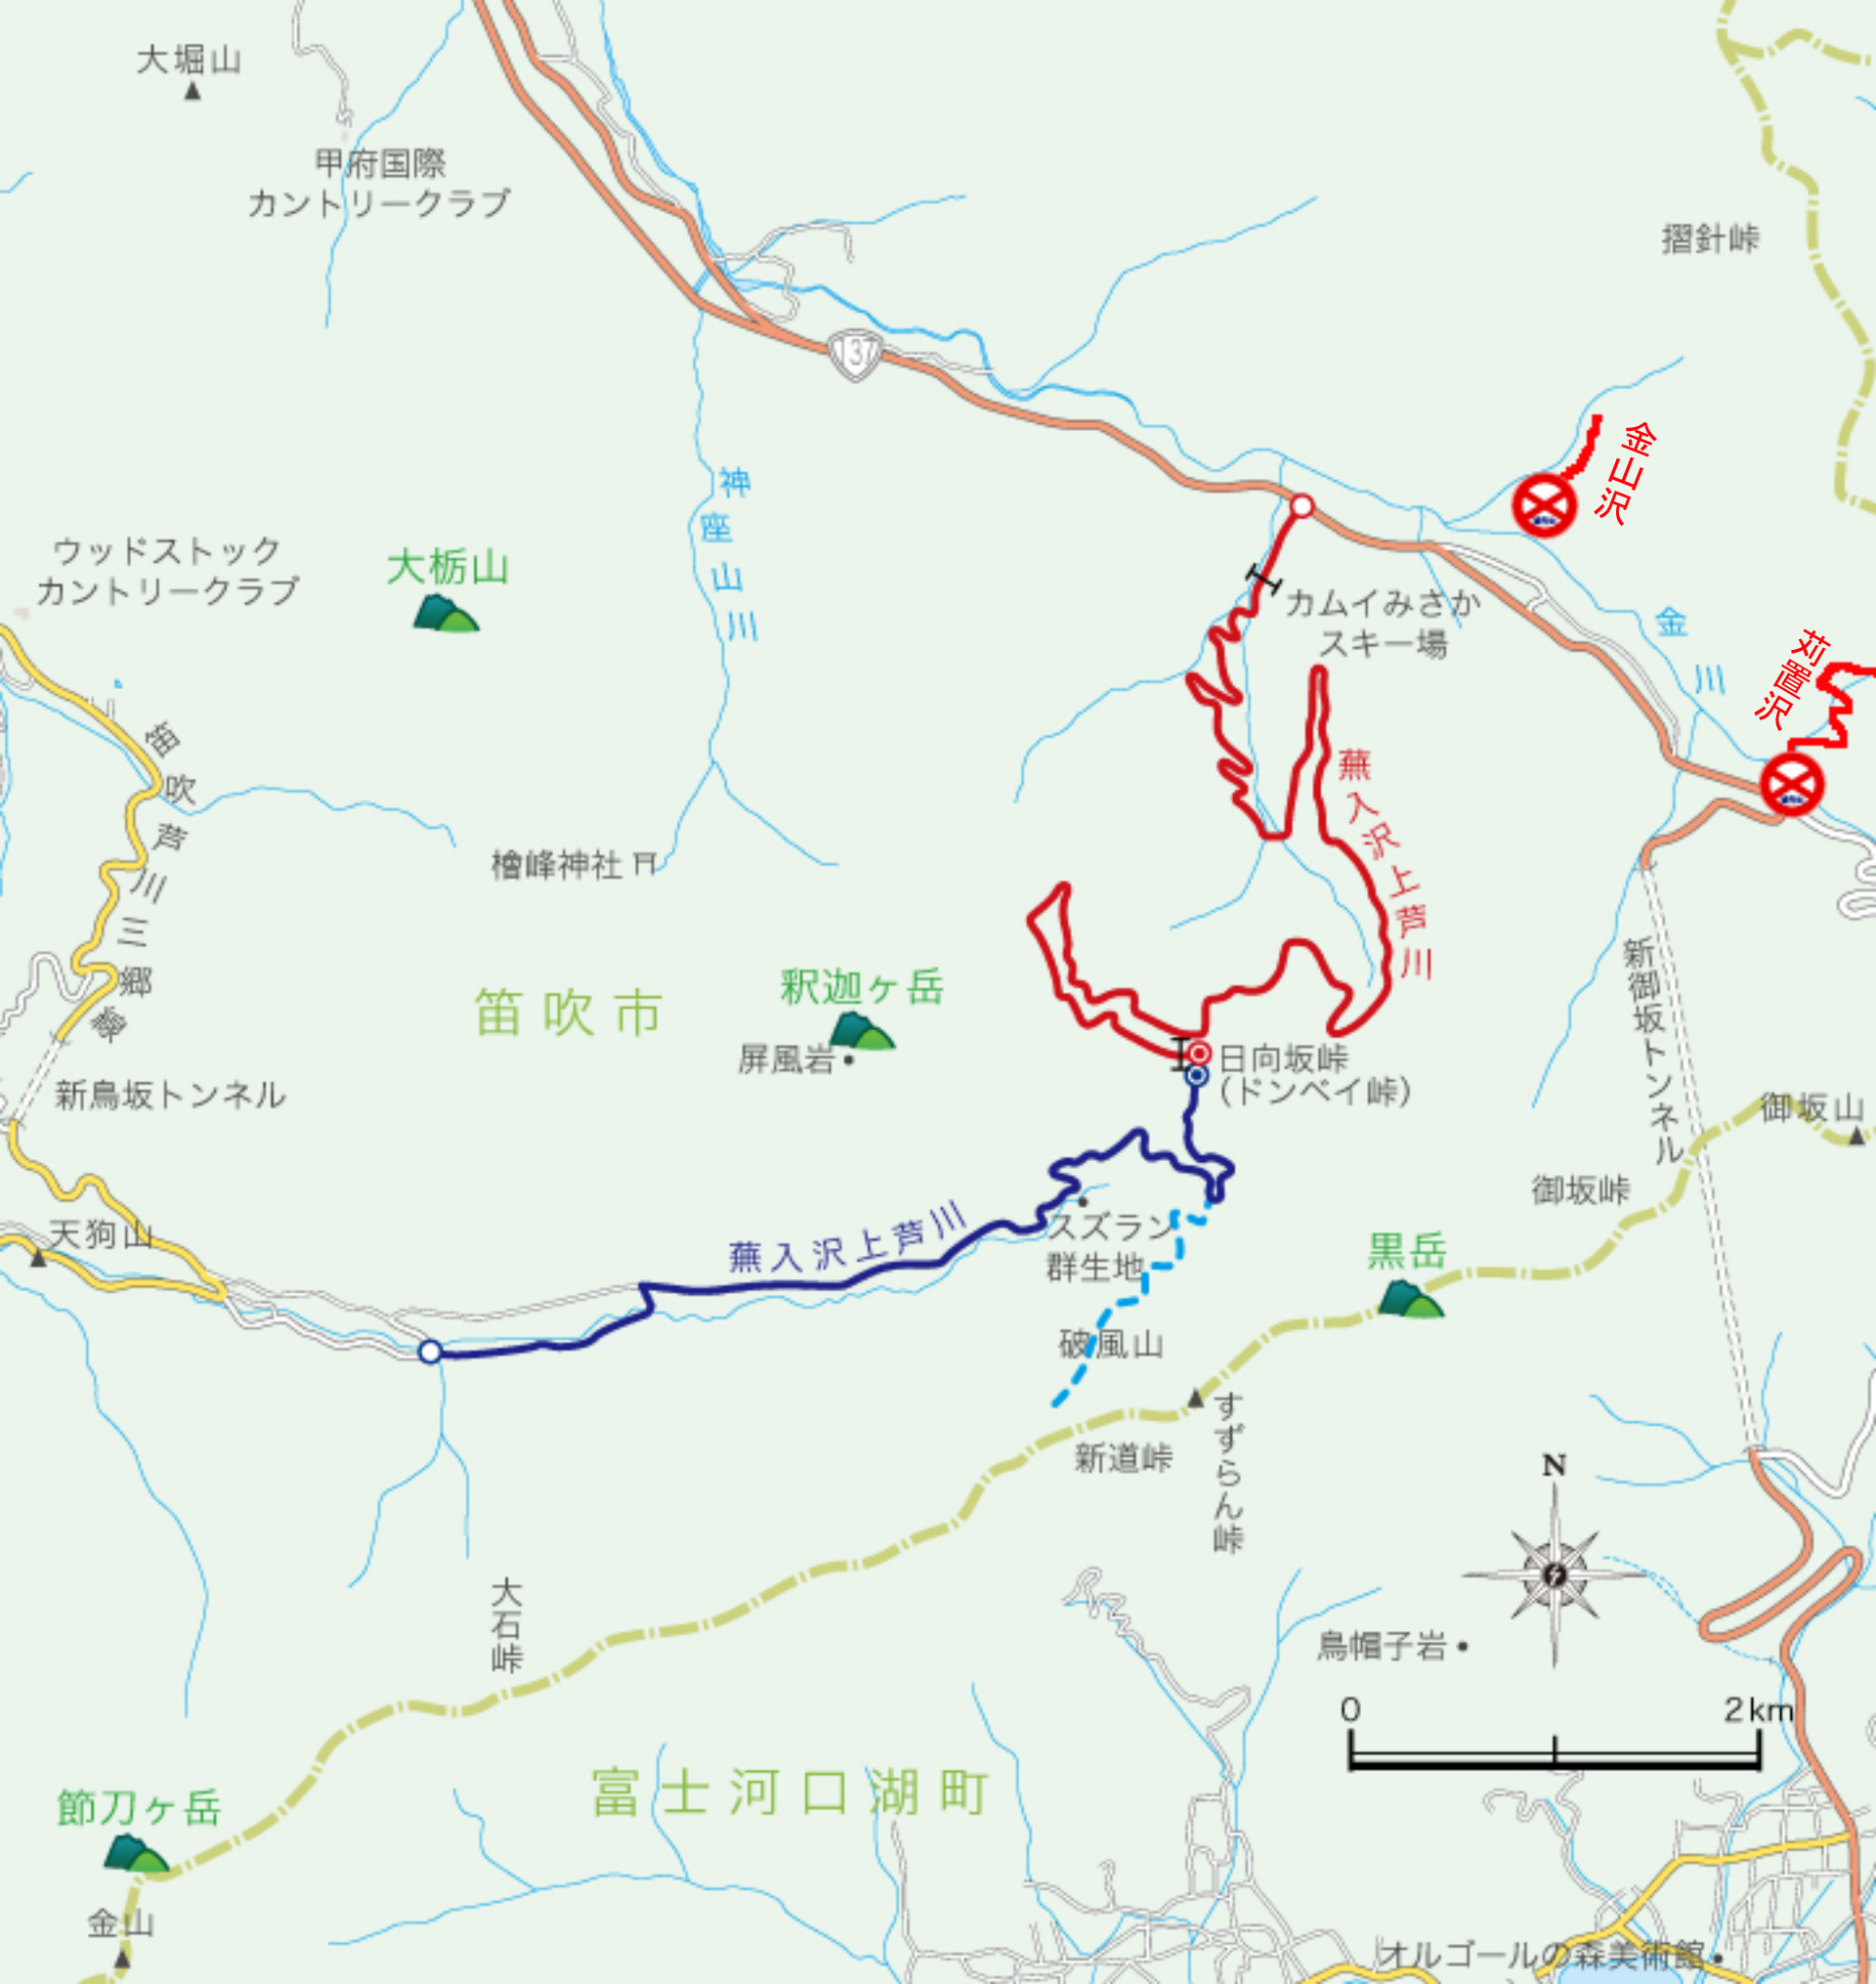 大堀山
甲府国際
カントリークラブ
摺針峠
137
金山沢
神座山川
ウッドストック
カントリークラブ
大栃山
カムイみさか
スキー場
金川
苅置沢
笛吹芦川三郷線
蕪入沢上芦川
檜峰神社
釈迦ヶ岳
笛吹市
屏風岩
日向坂峠
(ドンベイ峠)
新御坂トンネル
新鳥坂トンネル
御坂山
御坂峠
天狗山
蕪入沢上芦川
スズラン
群生地
黒岳
破風山
新道峠
すずらん峠
N
大石峠
烏帽子岩
0 2km
富士河口湖町
節刀ヶ岳
金山
オルゴールの森美術館